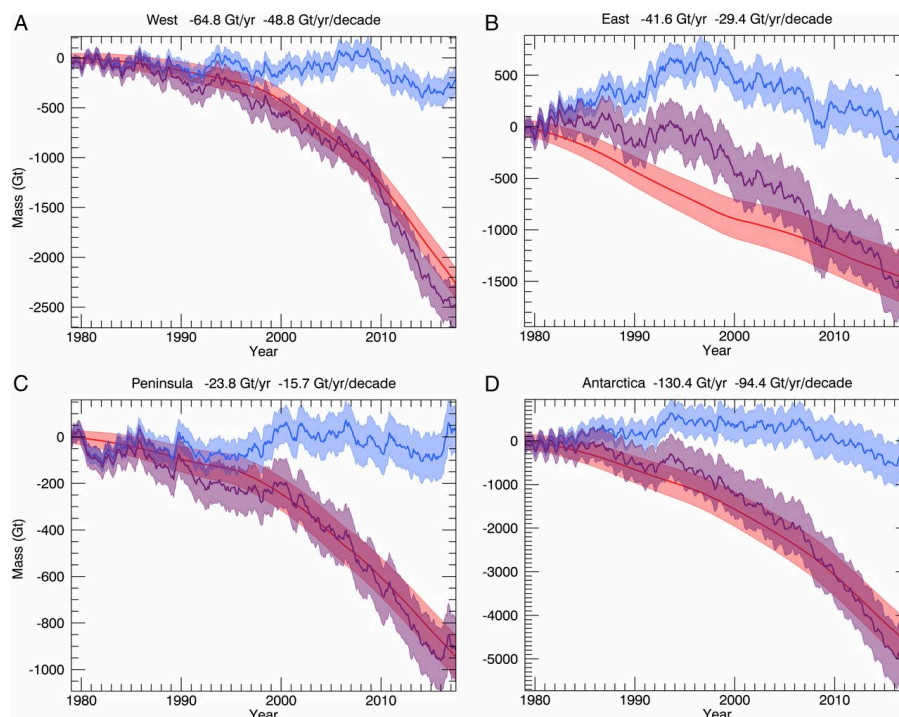 A
West -64.8 Gt/yr -48.8 Gt/yr/decade
0
-500
-1000
-1500
-2000
-2500
Mass (Gt)
1980 1990 2000 2010
Year
B
East -41.6 Gt/yr -29.4 Gt/yr/decade
500
0
-500
-1000
-1500
1980 1990 2000 2010
Year
C
Peninsula -23.8 Gt/yr -15.7 Gt/yr/decade
0
-200
-400
-600
-800
-1000
Mass (Gt)
1980 1990 2000 2010
Year
D
Antarctica -130.4 Gt/yr -94.4 Gt/yr/decade
0
-1000
-2000
-3000
-4000
-5000
1980 1990 2000 2010
Year